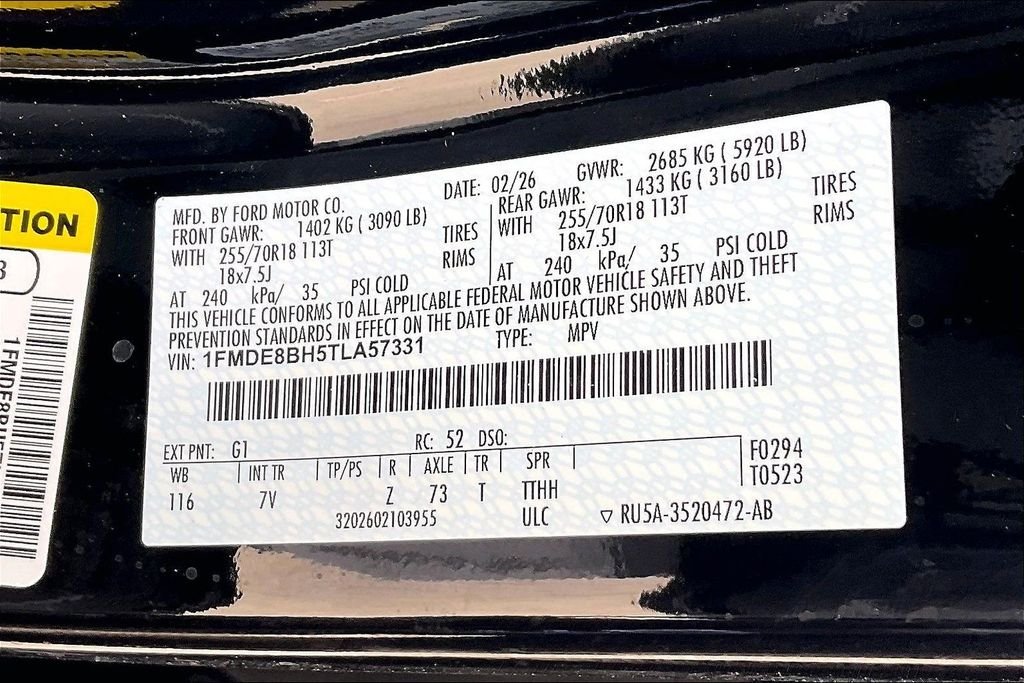 TION
1FMDE8BH5T
MFD. BY FORD MOTOR CO. DATE: 02/26 GVWR: 2685 KG ( 5920 LB)
FRONT GAWR: 1402 KG ( 3090 LB) REAR GAWR: 1433 KG ( 3160 LB)
WITH 255/70R18 113T TIRES WITH 255/70R18 113T TIRES
18x7.5J RIMS 18x7.5J RIMS
AT 240 kPa/ 35 PSI COLD AT 240 kPa/ 35 PSI COLD
THIS VEHICLE CONFORMS TO ALL APPLICABLE FEDERAL MOTOR VEHICLE SAFETY AND THEFT
PREVENTION STANDARDS IN EFFECT ON THE DATE OF MANUFACTURE SHOWN ABOVE.
VIN: 1FMDE8BH5TLA57331 TYPE: MPV
EXT PNT: G1 RC: 52 DSO:
WB INT TR TP/PS R AXLE TR SPR F0294
116 7V Z 73 T TTHH T0523
3202602103955 ULC ▽ RU5A-3520472-AB